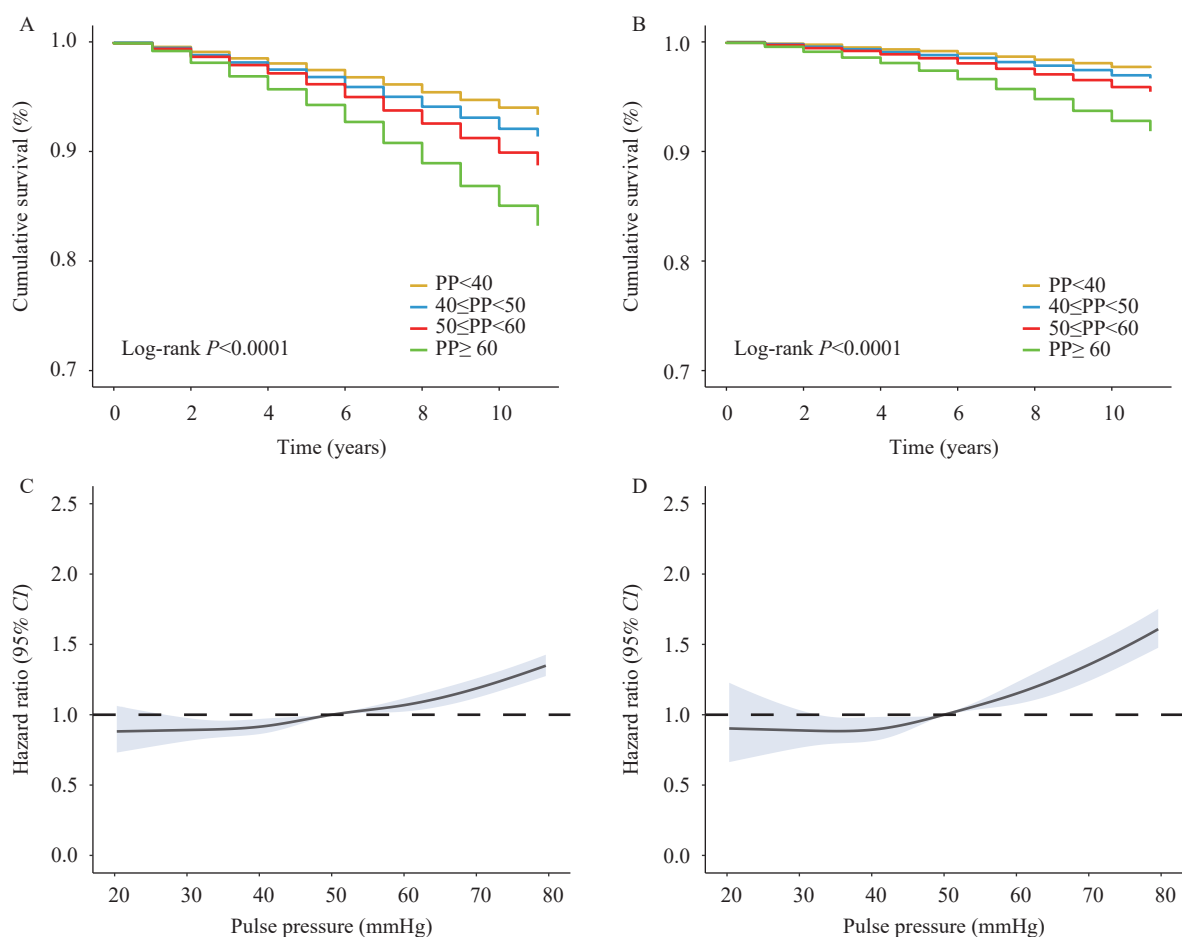 A
Cumulative survival (%)
1.0
0.9
0.8
0.7
PP<40
40≤PP<50
50≤PP<60
PP≥ 60
Log-rank P<0.0001
0 2 4 6 8 10
Time (years)
B
Cumulative survival (%)
1.0
0.9
0.8
0.7
PP<40
40≤PP<50
50≤PP<60
PP≥ 60
Log-rank P<0.0001
0 2 4 6 8 10
Time (years)
C
Hazard ratio (95% CI)
2.5
2.0
1.5
1.0
0.5
0.0
20 30 40 50 60 70 80
Pulse pressure (mmHg)
D
Hazard ratio (95% CI)
2.5
2.0
1.5
1.0
0.5
0.0
20 30 40 50 60 70 80
Pulse pressure (mmHg)